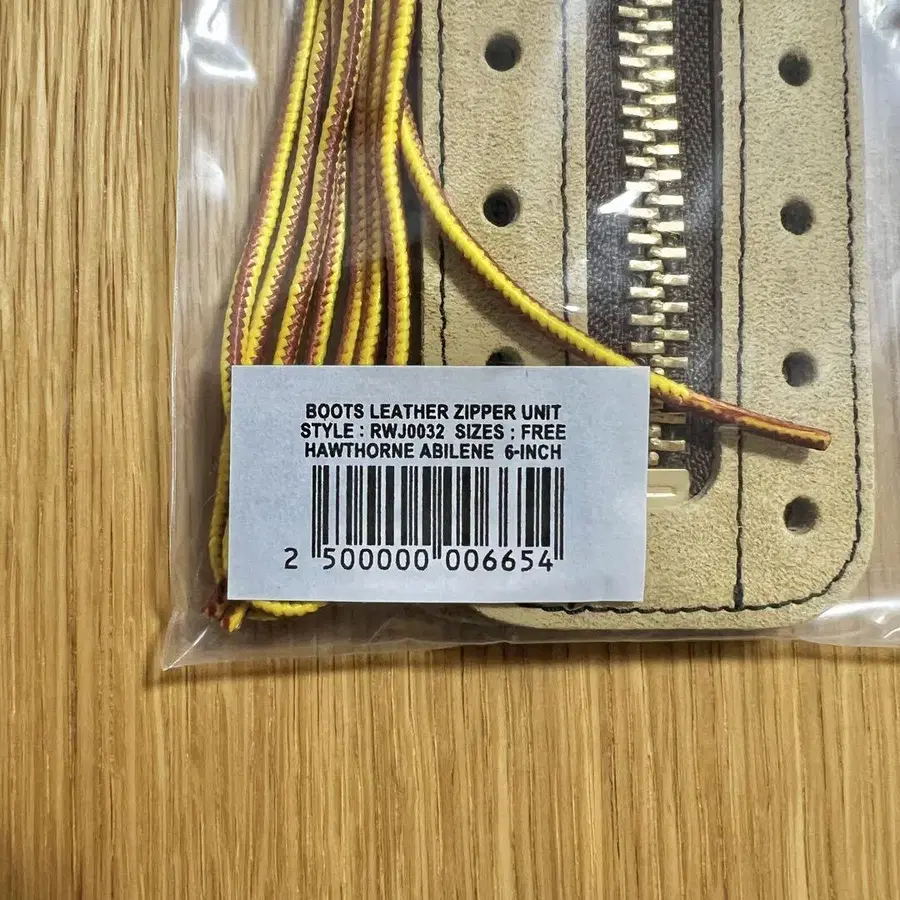 BOOTS LEATHER ZIPPER UNIT
STYLE : RWJ0032 SIZES : FREE
HAWTHORNE ABILENE 6-INCH
2 500000 006654